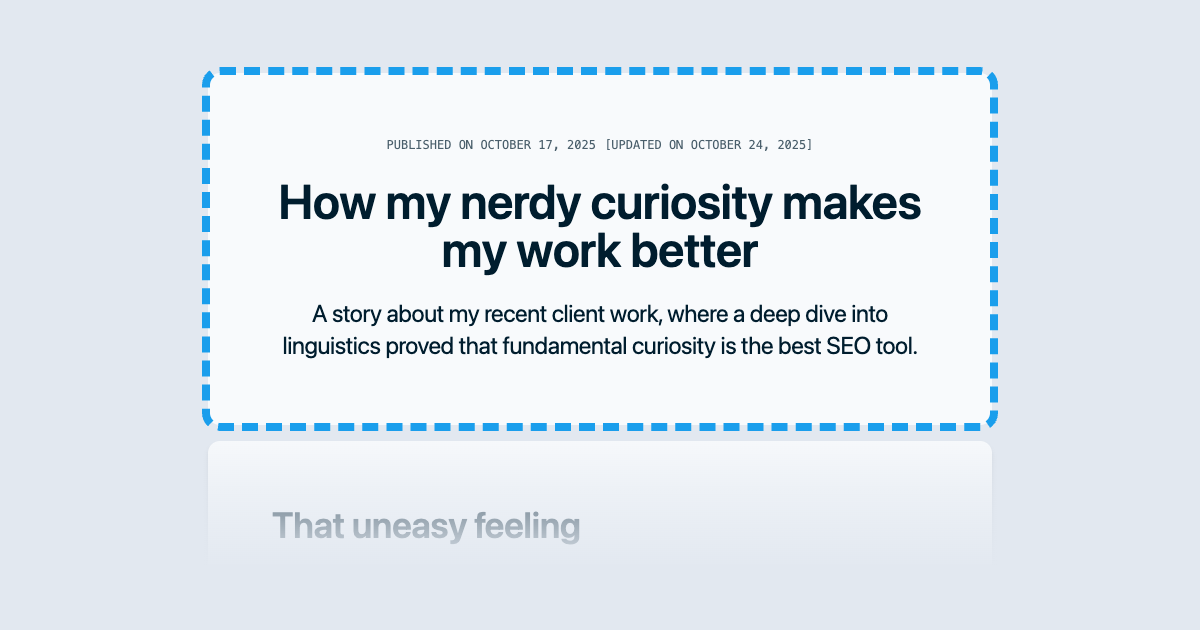 PUBLISHED ON OCTOBER 17, 2025 [UPDATED ON OCTOBER 24, 2025]
How my nerdy curiosity makes
my work better
A story about my recent client work, where a deep dive into
linguistics proved that fundamental curiosity is the best SEO tool.
That uneasy feeling